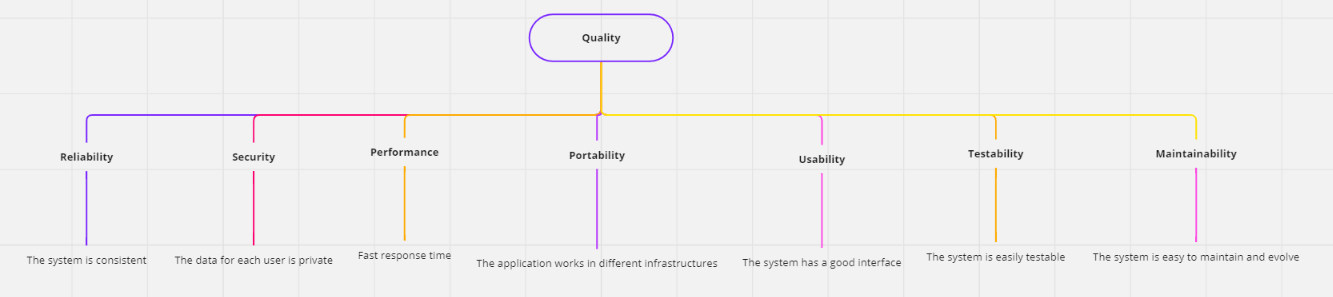 Quality
Reliability
Security
Performance
Portability
Usability
Testability
Maintainability
The system is consistent
The data for each user is private
Fast response time
The application works in different infrastructures
The system has a good interface
The system is easily testable
The system is easy to maintain and evolve